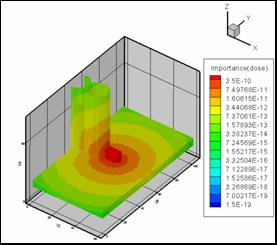 Z
Y
X
Importance(dose)
3.5E-10
7.49768E-11
1.60615E-11
3.44068E-12
7.37061E-13
1.57893E-13
3.38237E-14
7.24569E-15
1.55217E-15
3.32504E-16
7.12289E-17
1.52586E-17
3.26869E-18
7.00217E-19
1.5E-19